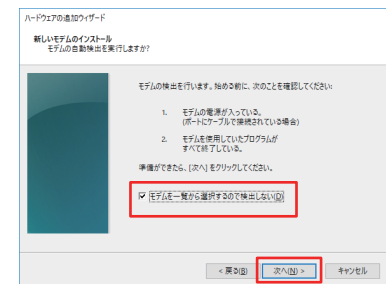 ハードウェアの追加ウィザード
新しいモデムのインストール
モデムの自動検出を実行しますか?
モデムの検出を行います。始める前に、次のことを確認してください:
1. モデムの電源が入っている。
(ポートにケーブルで接続されている場合)
2. モデムを使用していたプログラムが
すべて終了している。
準備ができたら、[次へ] をクリックしてください。
モデムを一覧から選択するので検出しない(D)
< 戻る(B) 次へ(N) > キャンセル